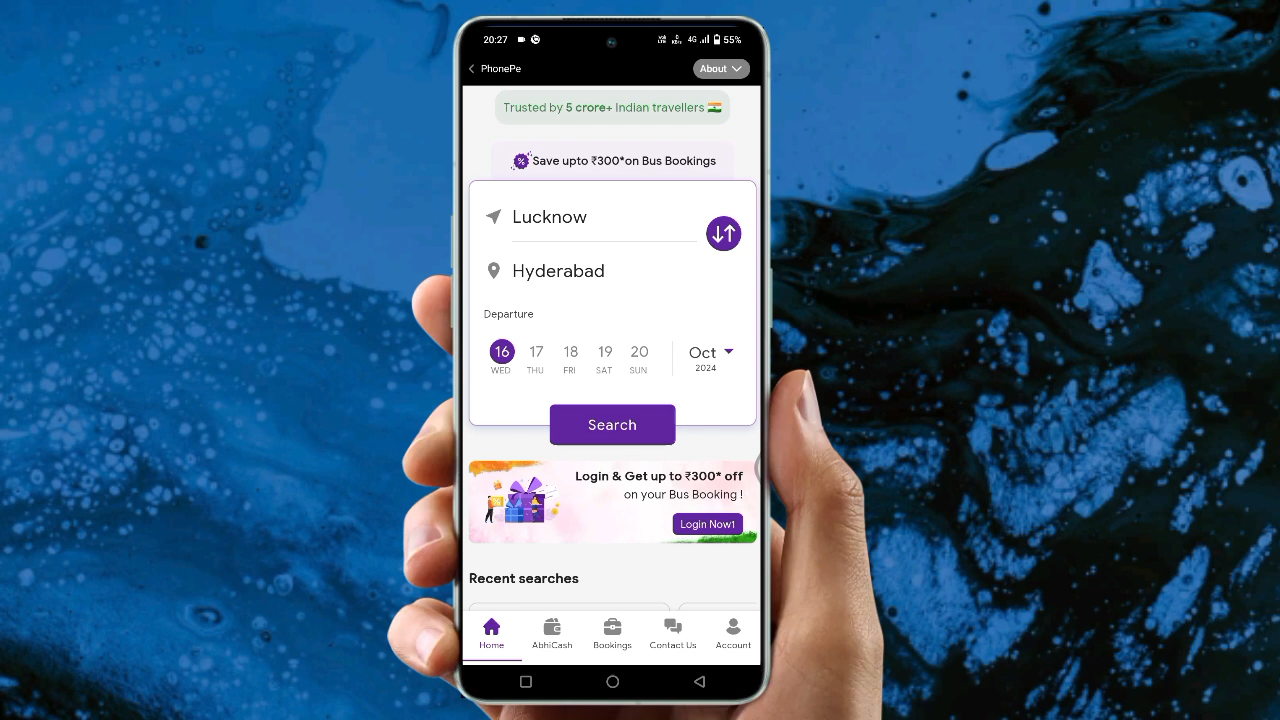 20:27 4G 55%
PhonePe About
Trusted by 5 crore+ Indian travellers
Save upto ₹300*on Bus Bookings
Lucknow
Hyderabad
Departure
16 17 18 19 20 Oct
WED THU FRI SAT SUN 2024
Search
Login & Get up to ₹300* off
on your Bus Booking !
Login Now1
Recent searches
Home AbhiCash Bookings Contact Us Account